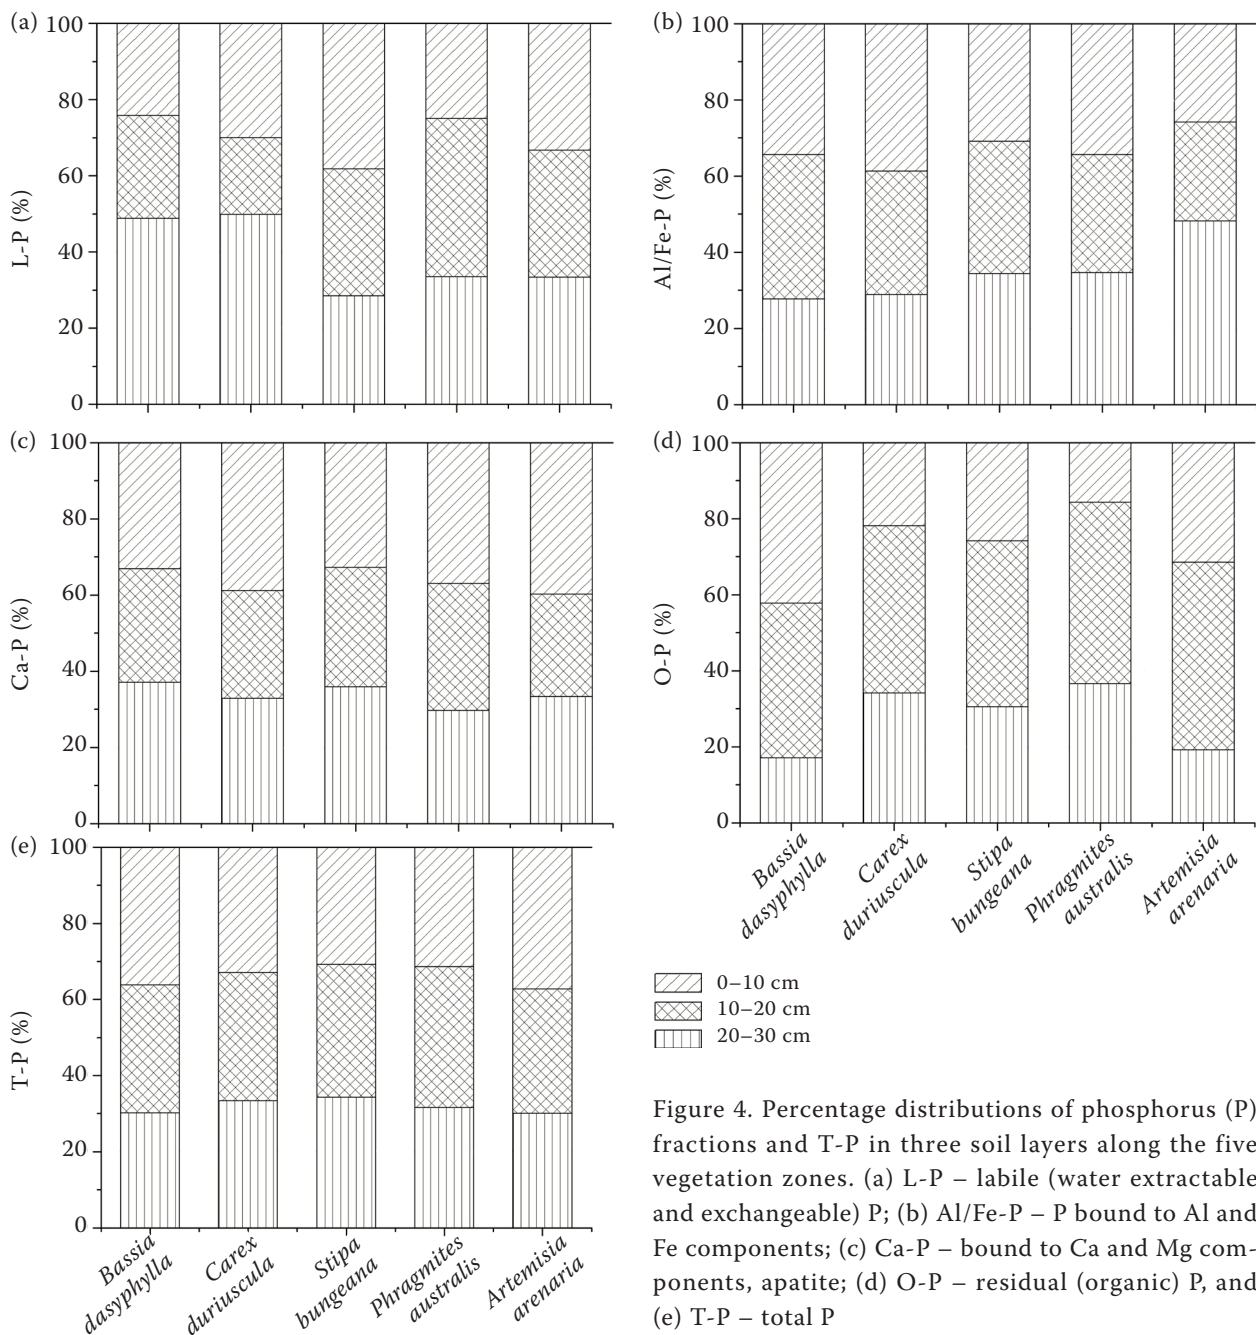 (a)
100
80
60
40
20
0
L-P (%)
(b)
100
80
60
40
20
0
Al/Fe-P (%)
(c)
100
80
60
40
20
0
Ca-P (%)
(d)
100
80
60
40
20
0
O-P (%)
Bassia
dasyphylla
Carex
duriuscula
Stipa
bungeana
Phragmites
australis
Artemisia
arenaria
(e)
100
80
60
40
20
0
T-P (%)
Bassia
dasyphylla
Carex
duriuscula
Stipa
bungeana
Phragmites
australis
Artemisia
arenaria
0–10 cm
10–20 cm
20–30 cm
Figure 4. Percentage distributions of phosphorus (P)
fractions and T-P in three soil layers along the five
vegetation zones. (a) L-P – labile (water extractable
and exchangeable) P; (b) Al/Fe-P – P bound to Al and
Fe components; (c) Ca-P – bound to Ca and Mg com-
ponents, apatite; (d) O-P – residual (organic) P, and
(e) T-P – total P